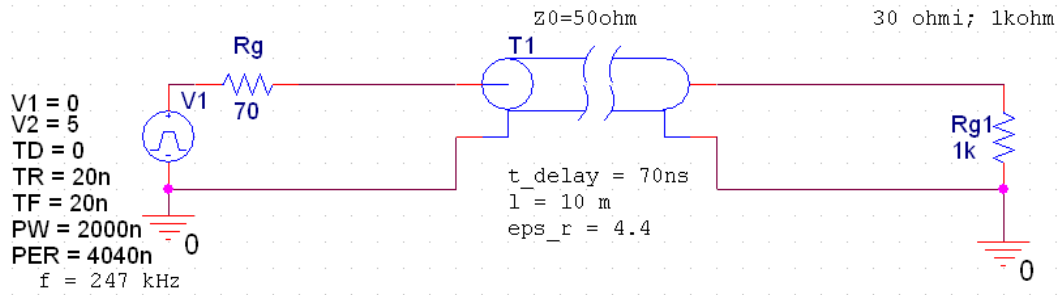 Z0=50ohm
30 ohmi; 1kohm
Rg
T1
V1
70
V1 = 0
V2 = 5
TD = 0
TR = 20n
TF = 20n
PW = 2000n
PER = 4040n
f = 247 kHz
0
t_delay = 70ns
l = 10 m
eps_r = 4.4
Rg1
1k
0